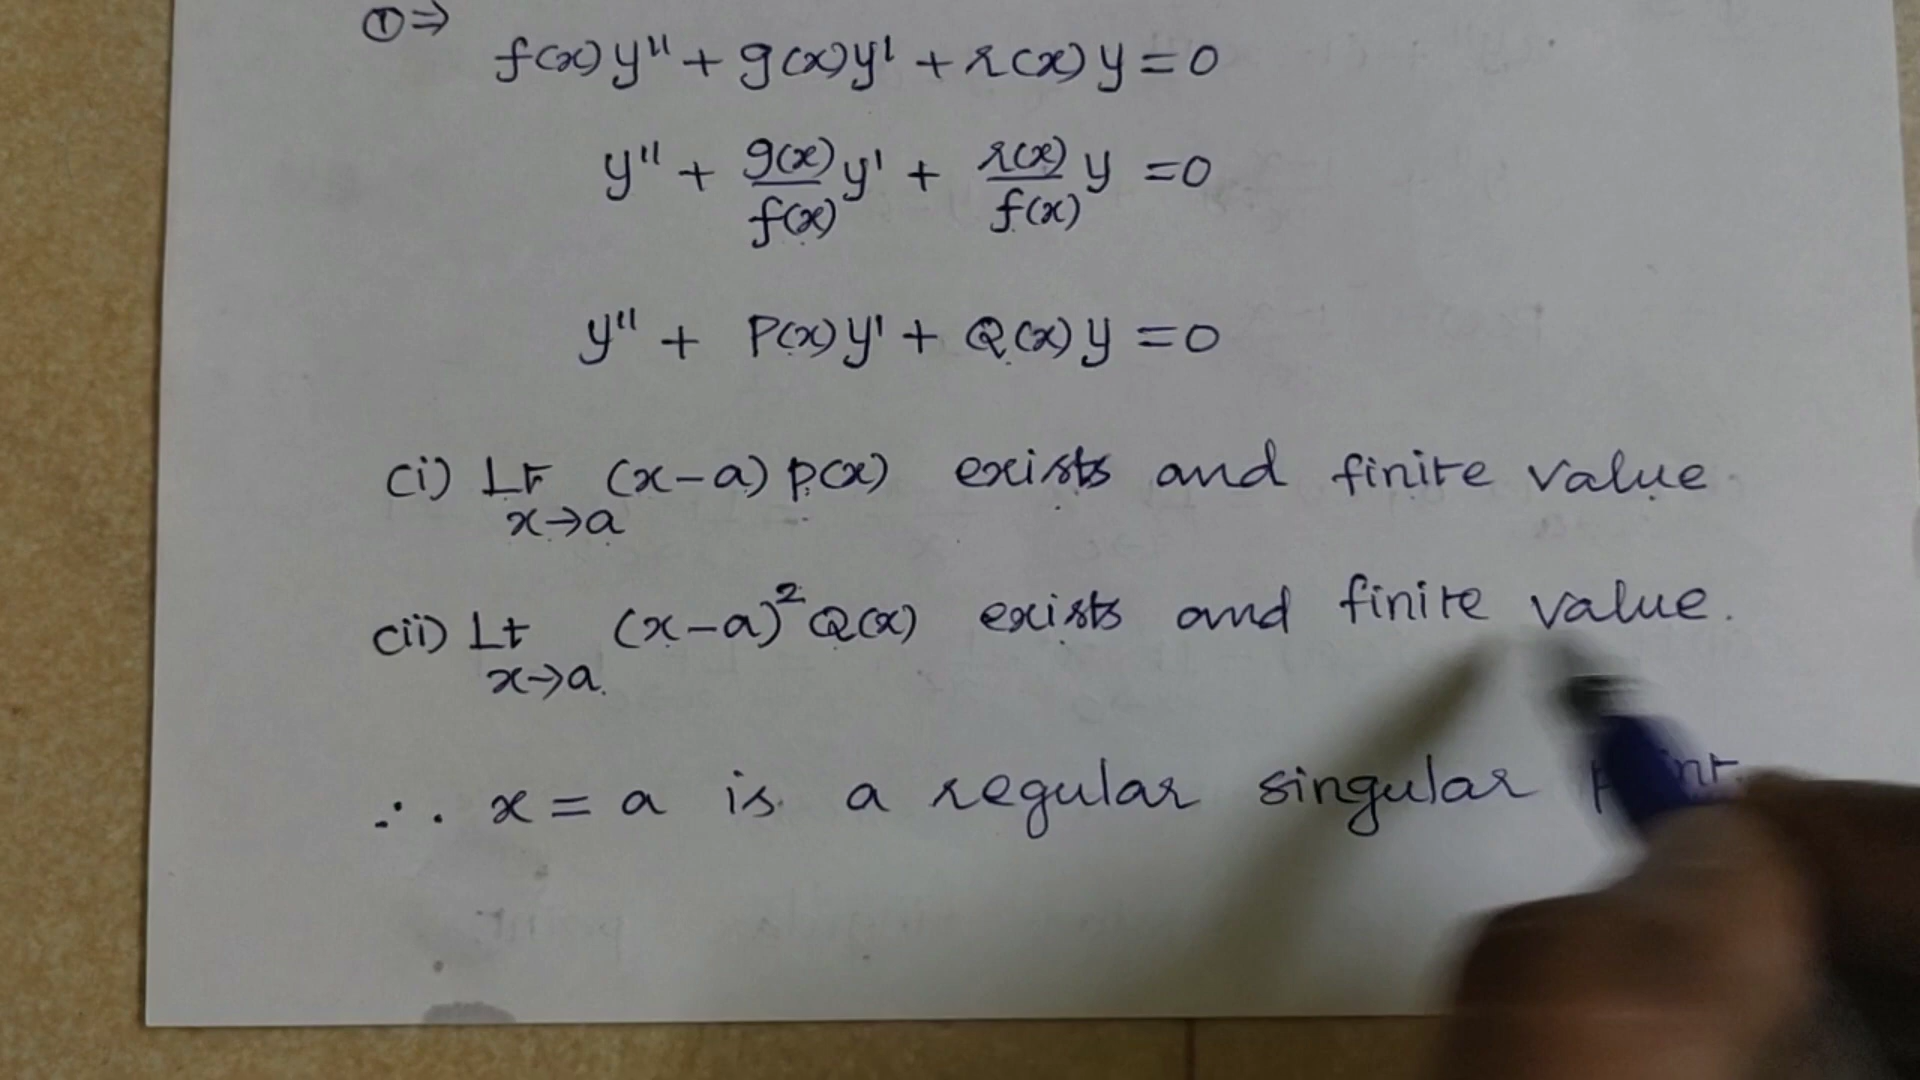 ① ⇒
f(x) y'' + g(x) y' + r(x) y = 0
y'' + g(x)/f(x) y' + r(x)/f(x) y = 0
y'' + P(x) y' + Q(x) y = 0
(i) Lt x→a (x-a) p(x) exists and finite value
(ii) Lt x→a (x-a)² Q(x) exists and finite value.
∴ x = a is a regular singular